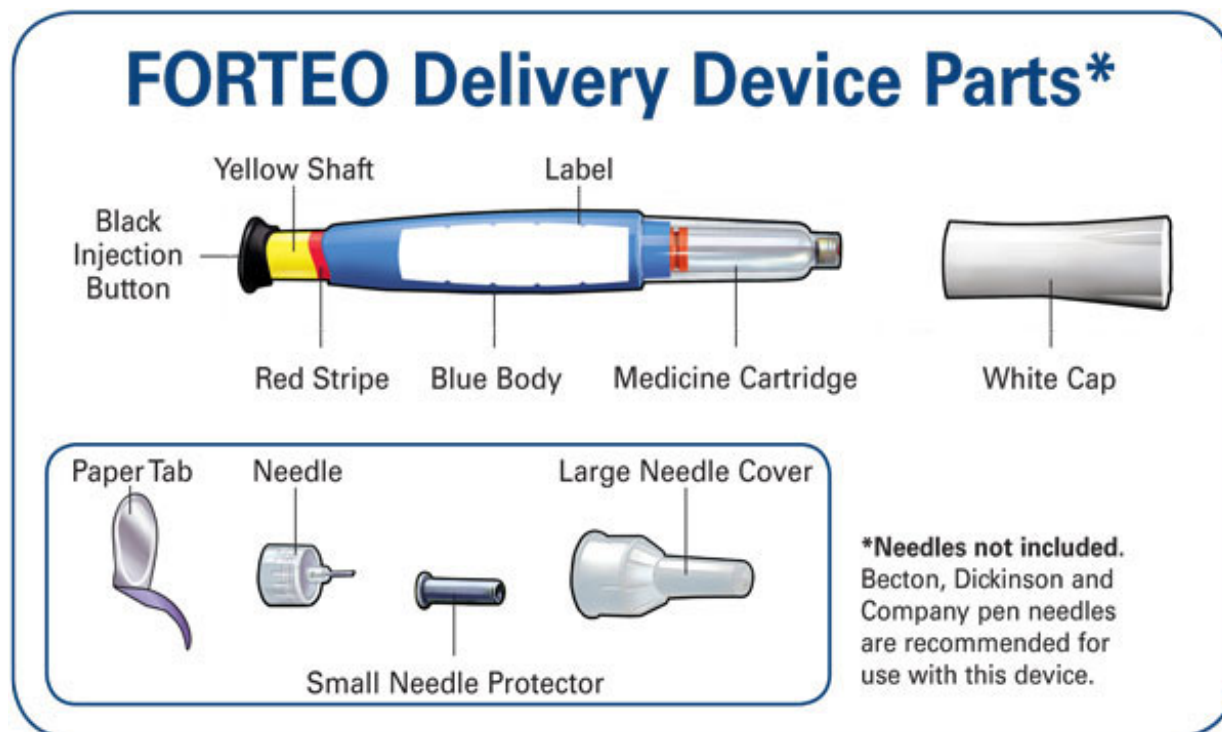 FORTEO Delivery Device Parts*
Yellow Shaft
Label
Black
Injection
Button
Red Stripe
Blue Body
Medicine Cartridge
White Cap
Paper Tab
Needle
Large Needle Cover
Small Needle Protector
*Needles not included.
Becton, Dickinson and
Company pen needles
are recommended for
use with this device.